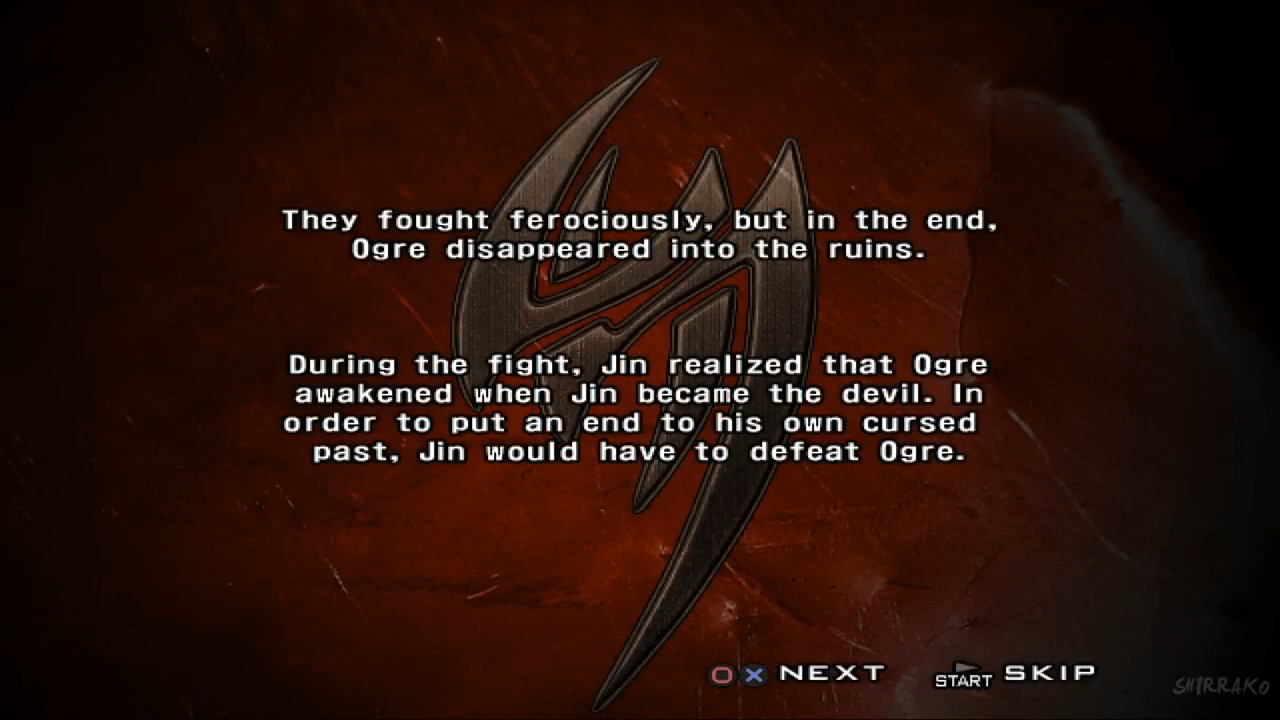 They fought ferociously, but in the end,
Ogre disappeared into the ruins.
During the fight, Jin realized that Ogre
awakened when Jin became the devil. In
order to put an end to his own cursed
past, Jin would have to defeat Ogre.
NEXT START SKIP
SHIRRAKO